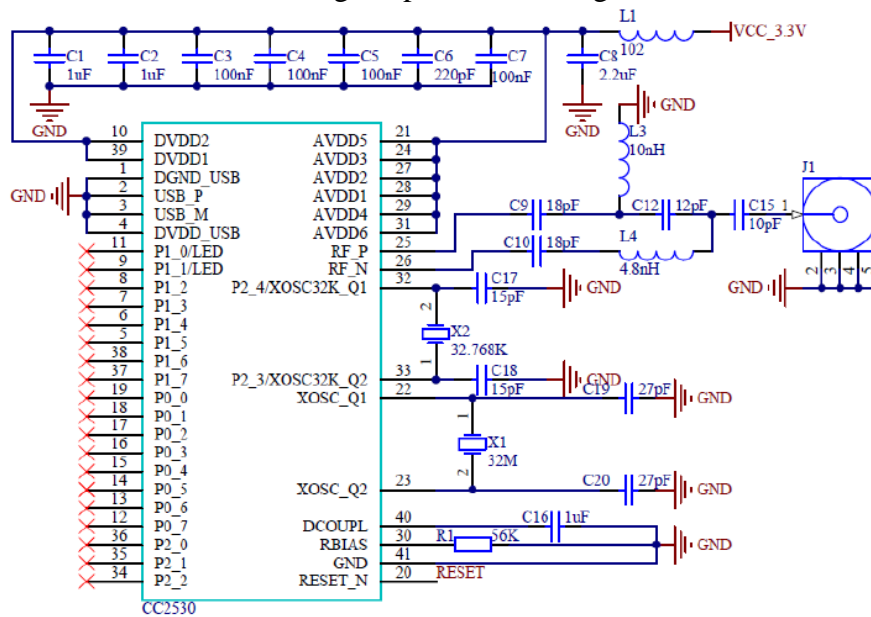 L1
VCC_3.3V
102
C1 C2 C3 C4 C5 C6 C7 C8
1uF 1uF 100nF 100nF 100nF 220pF 100nF 2.2uF
GND GND GND
L3
10nH
10 DVDD2 AVDD5 21
39 DVDD1 AVDD3 24
1 DGND_USB AVDD2 27
GND 2 USB_P AVDD1 28
3 USB_M AVDD4 29
4 DVDD_USB AVDD6 31
11 P1_0/LED RF_P 25
9 P1_1/LED RF_N 26
8 P1_2 P2_4/XOSC32K_Q1 32
7 P1_3
6 P1_4
5 P1_5
38 P1_6
37 P1_7 P2_3/XOSC32K_Q2 33
19 P0_0 XOSC_Q1 22
18 P0_1
17 P0_2
16 P0_3
15 P0_4
14 P0_5 XOSC_Q2 23
13 P0_6
12 P0_7 DCOUPL 40
36 P2_0 RBIAS 30
35 P2_1 GND 41
34 P2_2 RESET_N 20 RESET
CC2530
C9 18pF C12 12pF C15 1
10pF
J1
C10 18pF L4
4.8nH
2 3 4 5
GND
C17
15pF GND
2 X2
1 32.768K
C18
15pF GND
C19 27pF GND
1 X1
2 32M
C20 27pF GND
C16 1uF
R1 56K GND